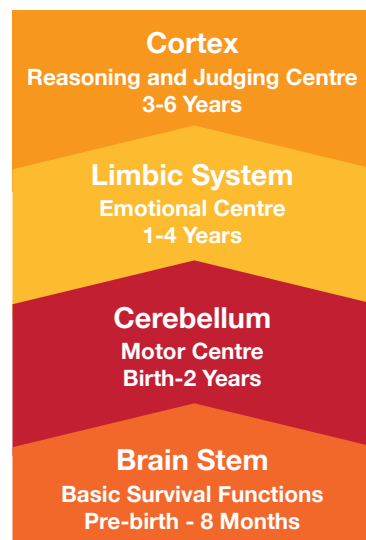 Cortex
Reasoning and Judging Centre
3-6 Years
Limbic System
Emotional Centre
1-4 Years
Cerebellum
Motor Centre
Birth-2 Years
Brain Stem
Basic Survival Functions
Pre-birth - 8 Months